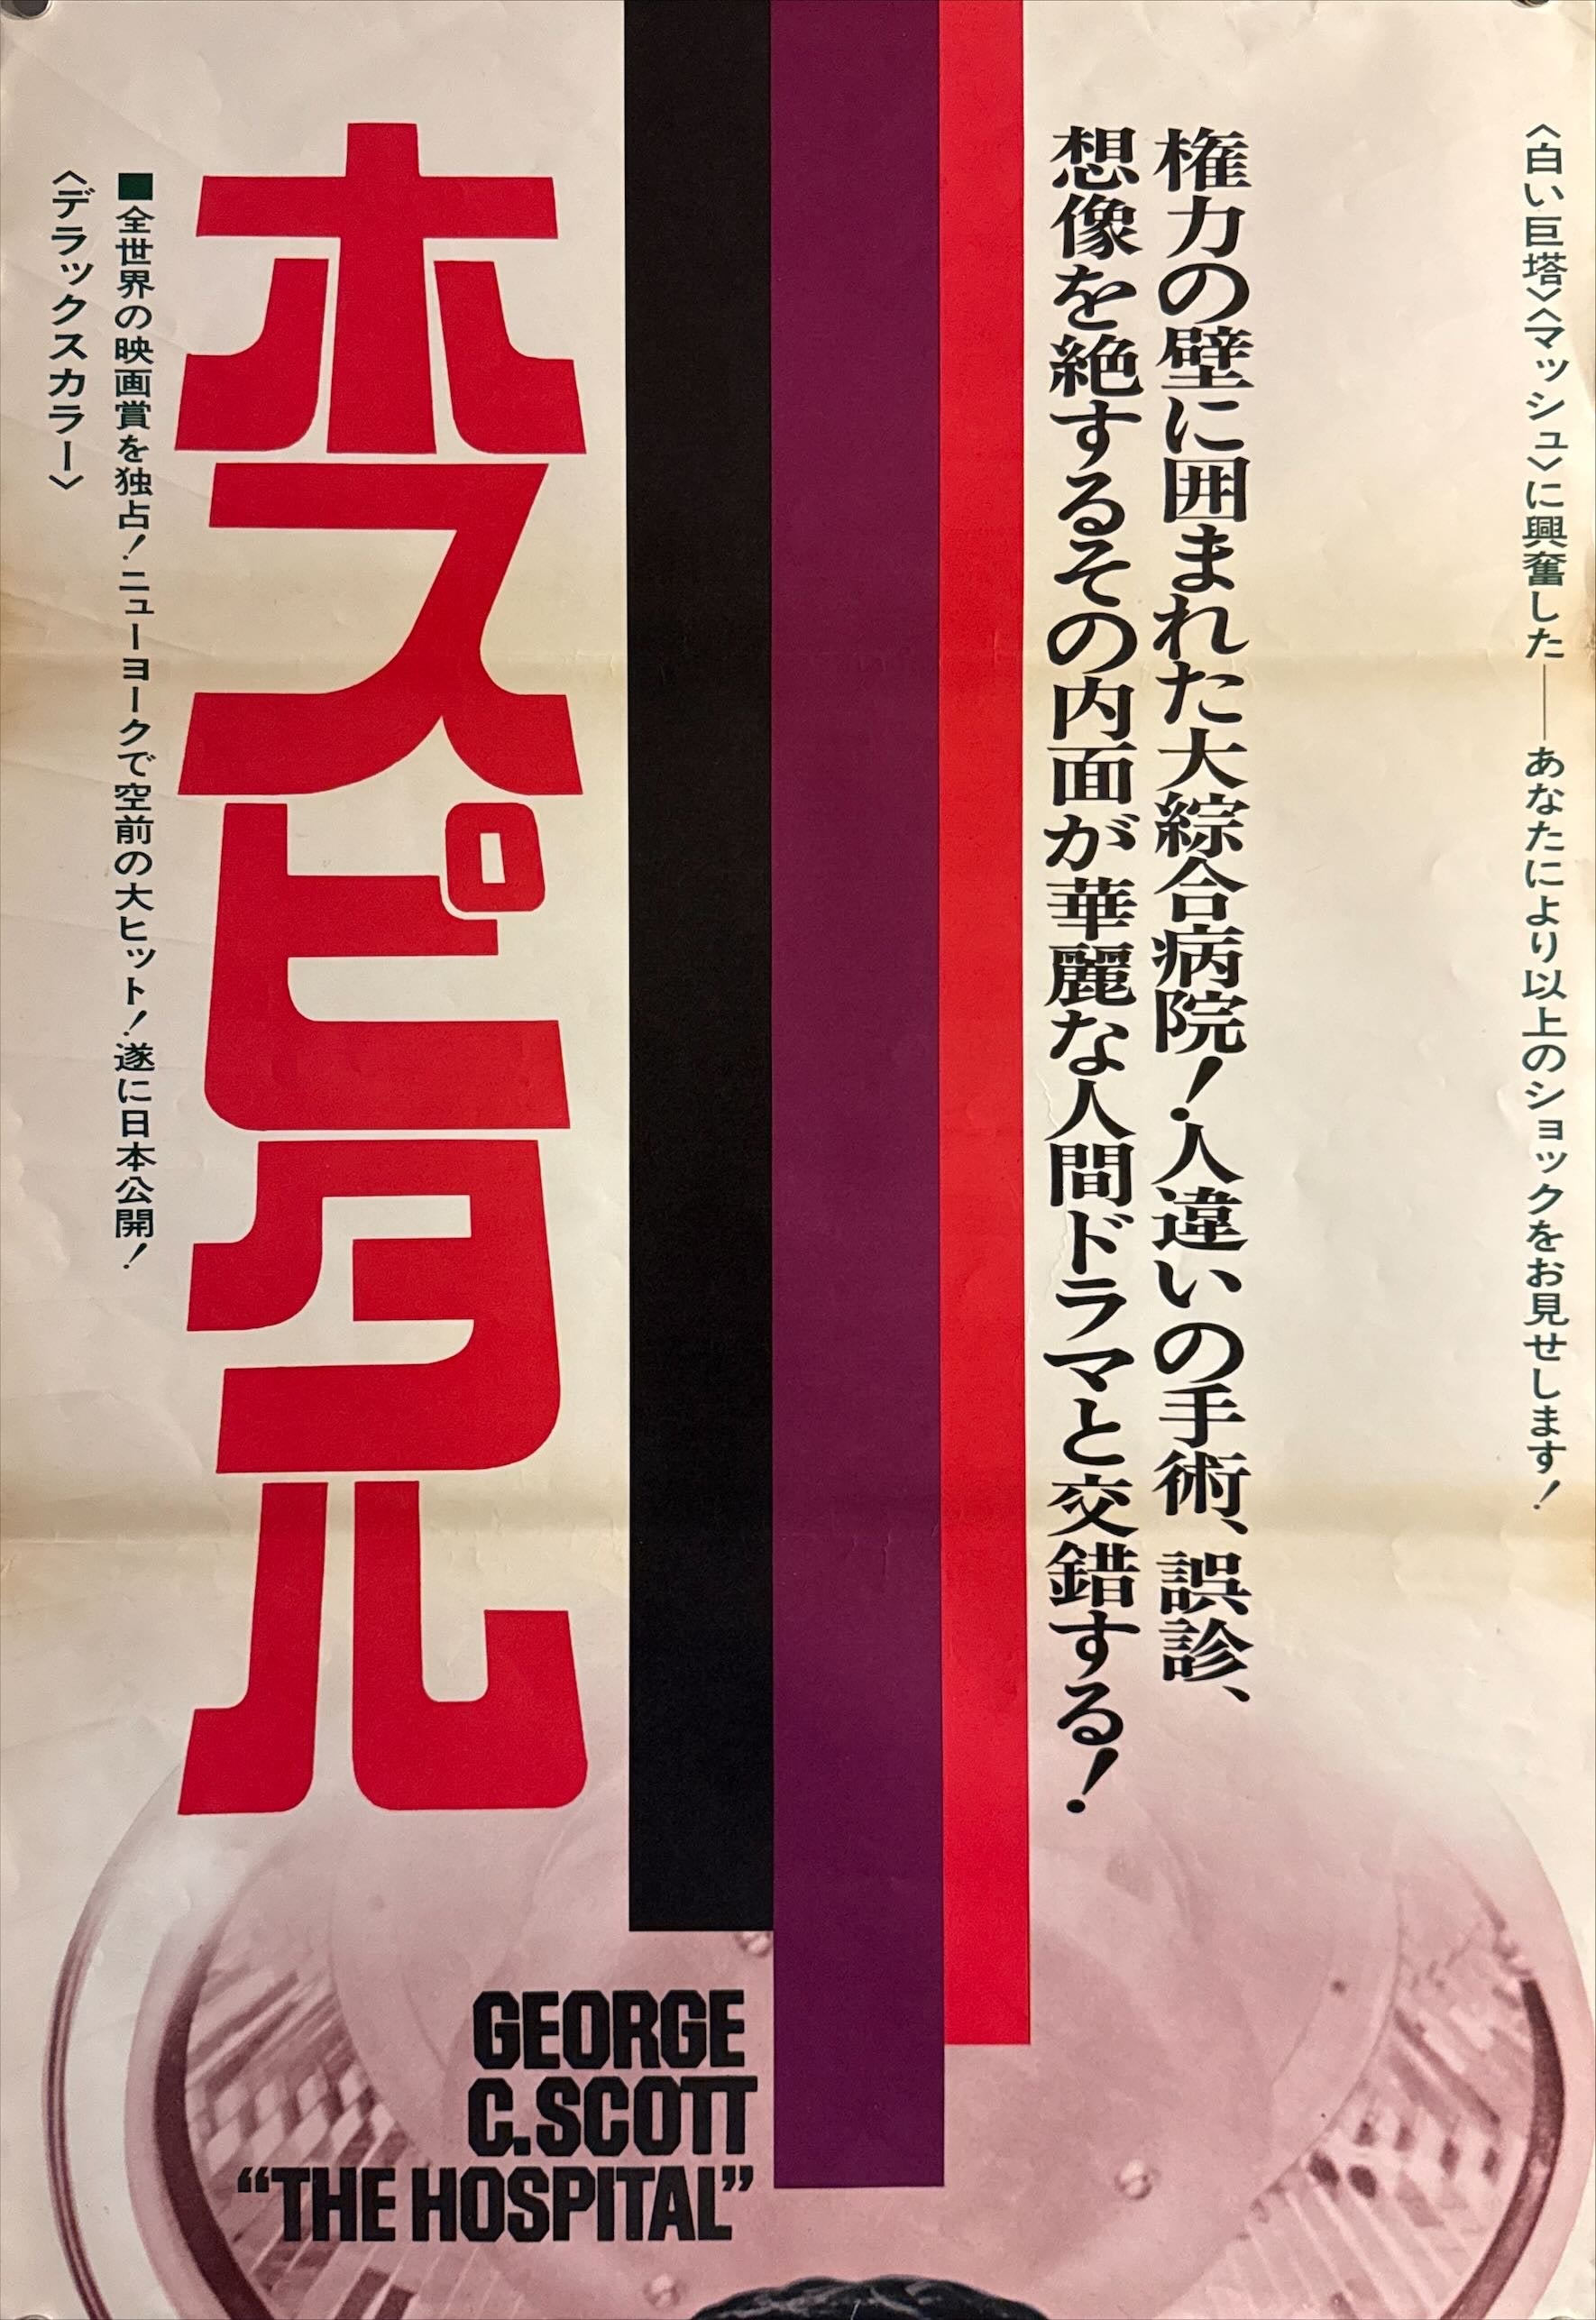 〈白い巨塔〉〈マッシュ〉に興奮した――あなたにより以上のショックをお見せします!
権力の壁に囲まれた大綜合病院!人違いの手術、誤診、
想像を絶するその内面が華麗な人間ドラマと交錯する!
ホスピタル
■全世界の映画賞を独占!ニューヨークで空前の大ヒット!遂に日本公開!
〈デラックスカラー〉
GEORGE
C.SCOTT
“THE HOSPITAL”